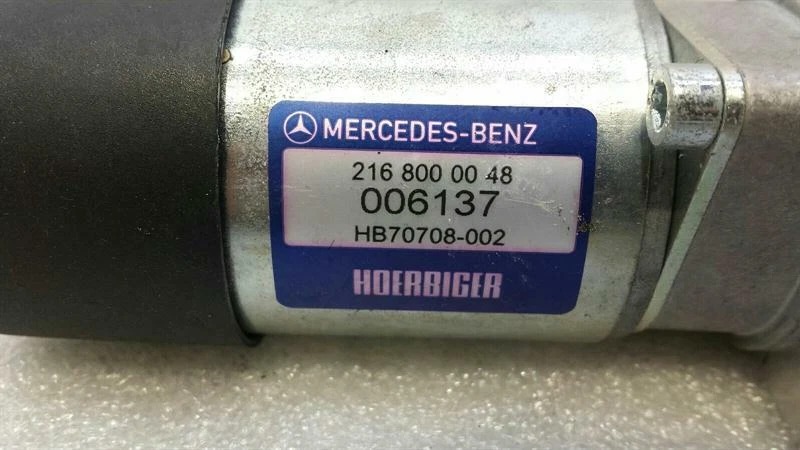 MERCEDES-BENZ
216 800 00 48
006137
HB70708-002
HOERBIGER